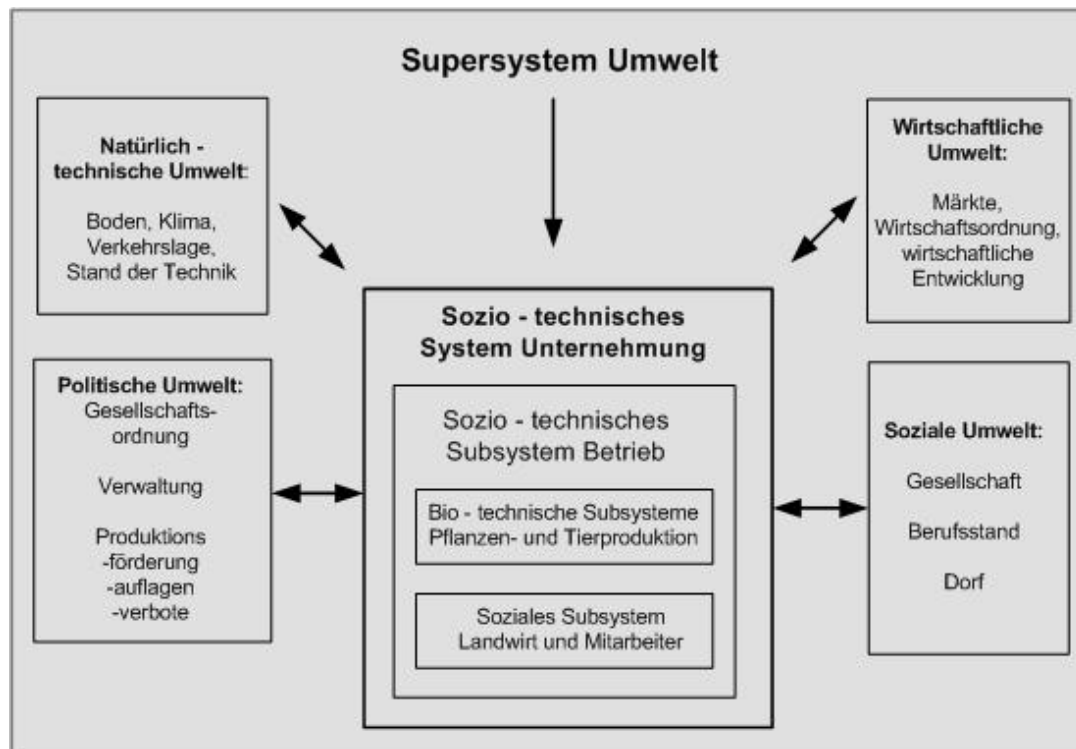 Supersystem Umwelt
Natürlich -
technische Umwelt:
Boden, Klima,
Verkehrslage,
Stand der Technik
Wirtschaftliche
Umwelt:
Märkte,
Wirtschaftsordnung,
wirtschaftliche
Entwicklung
Sozio - technisches
System Unternehmung
Politische Umwelt:
Gesellschafts-
ordnung
Verwaltung
Produktions
-förderung
-auflagen
-verbote
Sozio - technisches
Subsystem Betrieb
Bio - technische Subsysteme
Pflanzen- und Tierproduktion
Soziales Subsystem
Landwirt und Mitarbeiter
Soziale Umwelt:
Gesellschaft
Berufsstand
Dorf